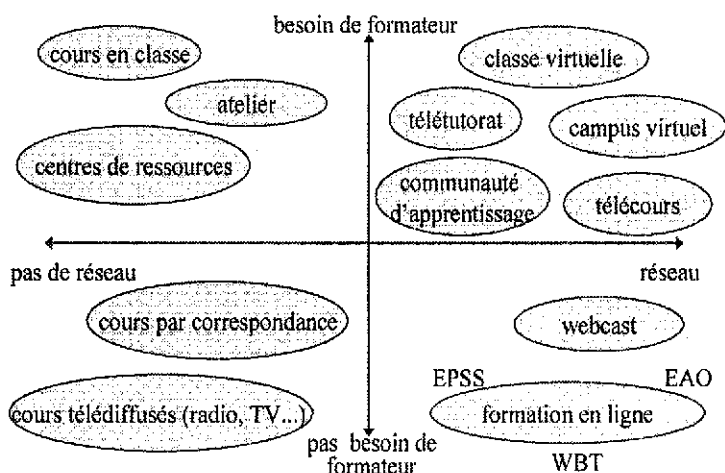 besoin de formateur
cours en classe
classe virtuelle
atelier
télétutorat
campus virtuel
centres de ressources
communauté
d'apprentissage
télécours
pas de réseau
réseau
cours par correspondance
webcast
EPSS
EAO
cours télédiffusés (radio, TV...)
formation en ligne
pas besoin de
formateur
WBT